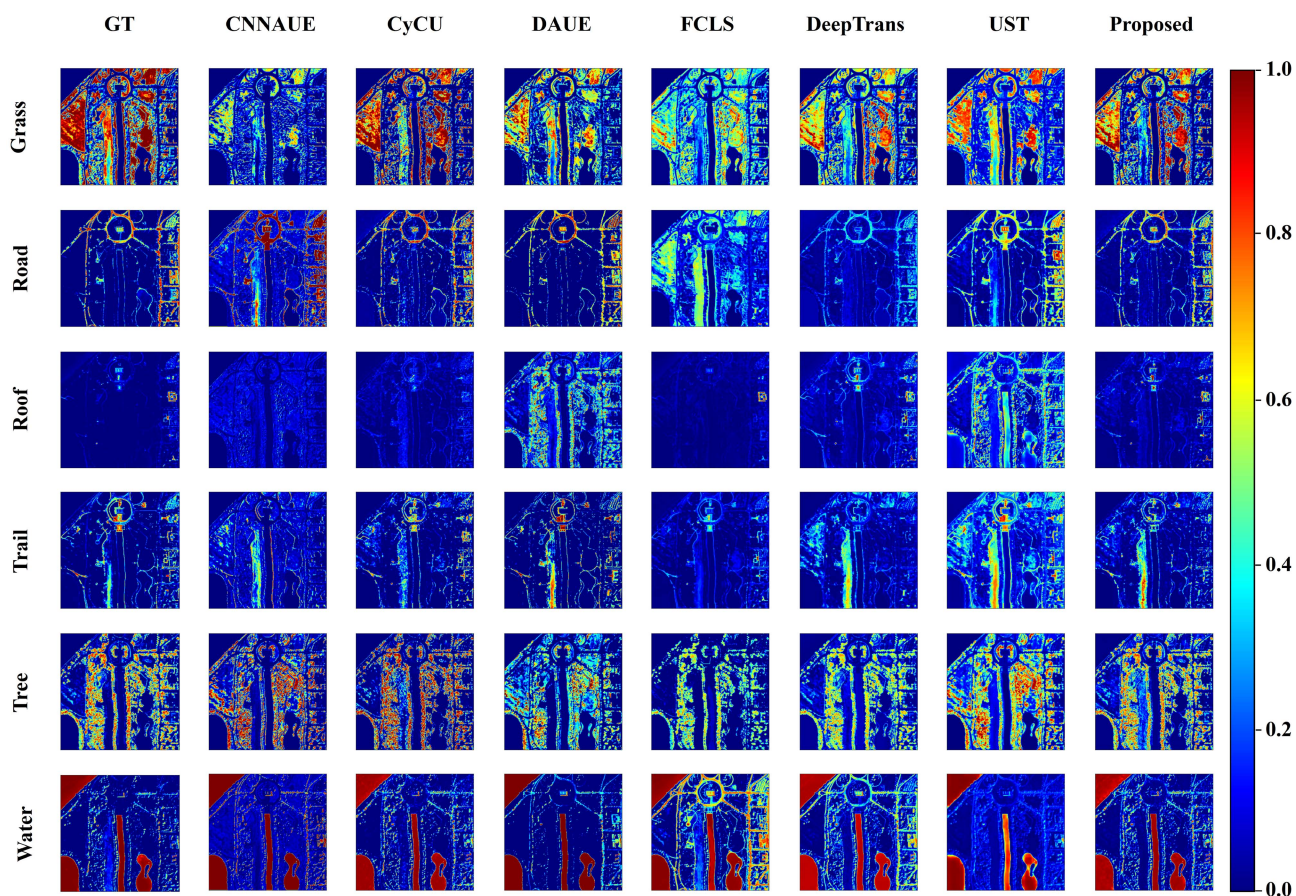 GT CNNAUE CyCU DAUE FCLS DeepTrans UST Proposed
1.0
Grass
0.8
Road
Roof
0.6
Trail
0.4
Tree
0.2
Water
0.0